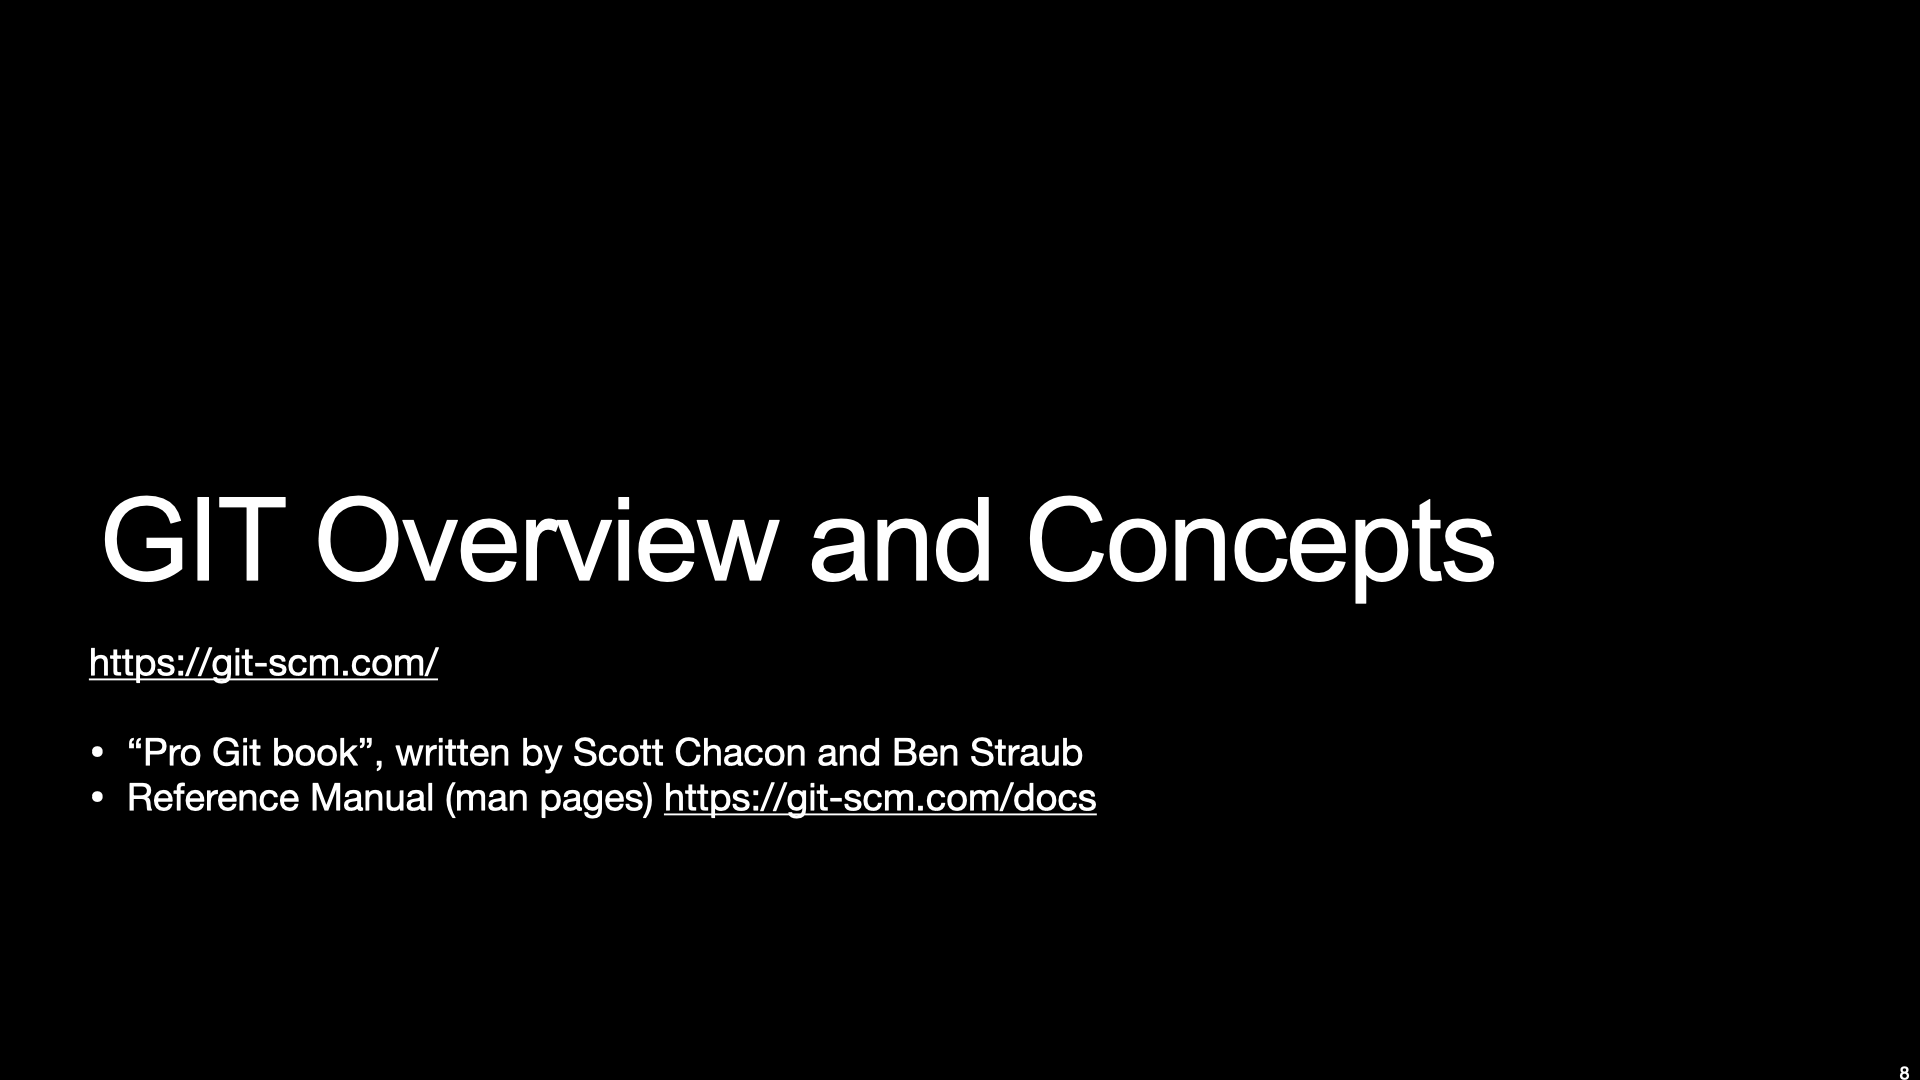 GIT Overview and Concepts
https://git-scm.com/
• “Pro Git book”, written by Scott Chacon and Ben Straub
• Reference Manual (man pages) https://git-scm.com/docs
8